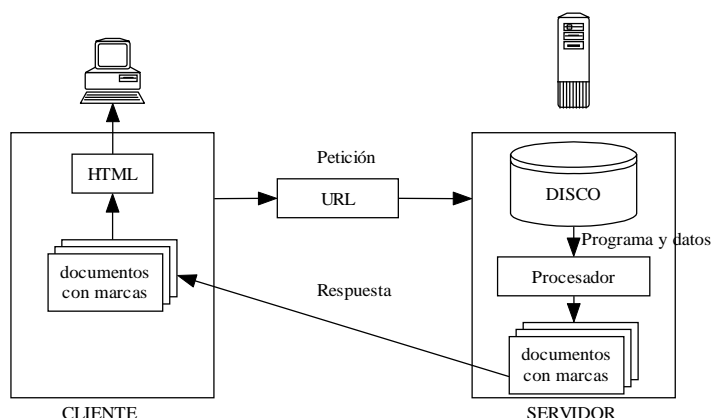 Petición
HTML
URL
DISCO
Programa y datos
documentos
con marcas
Respuesta
Procesador
documentos
con marcas
CLIENTE
SERVIDOR